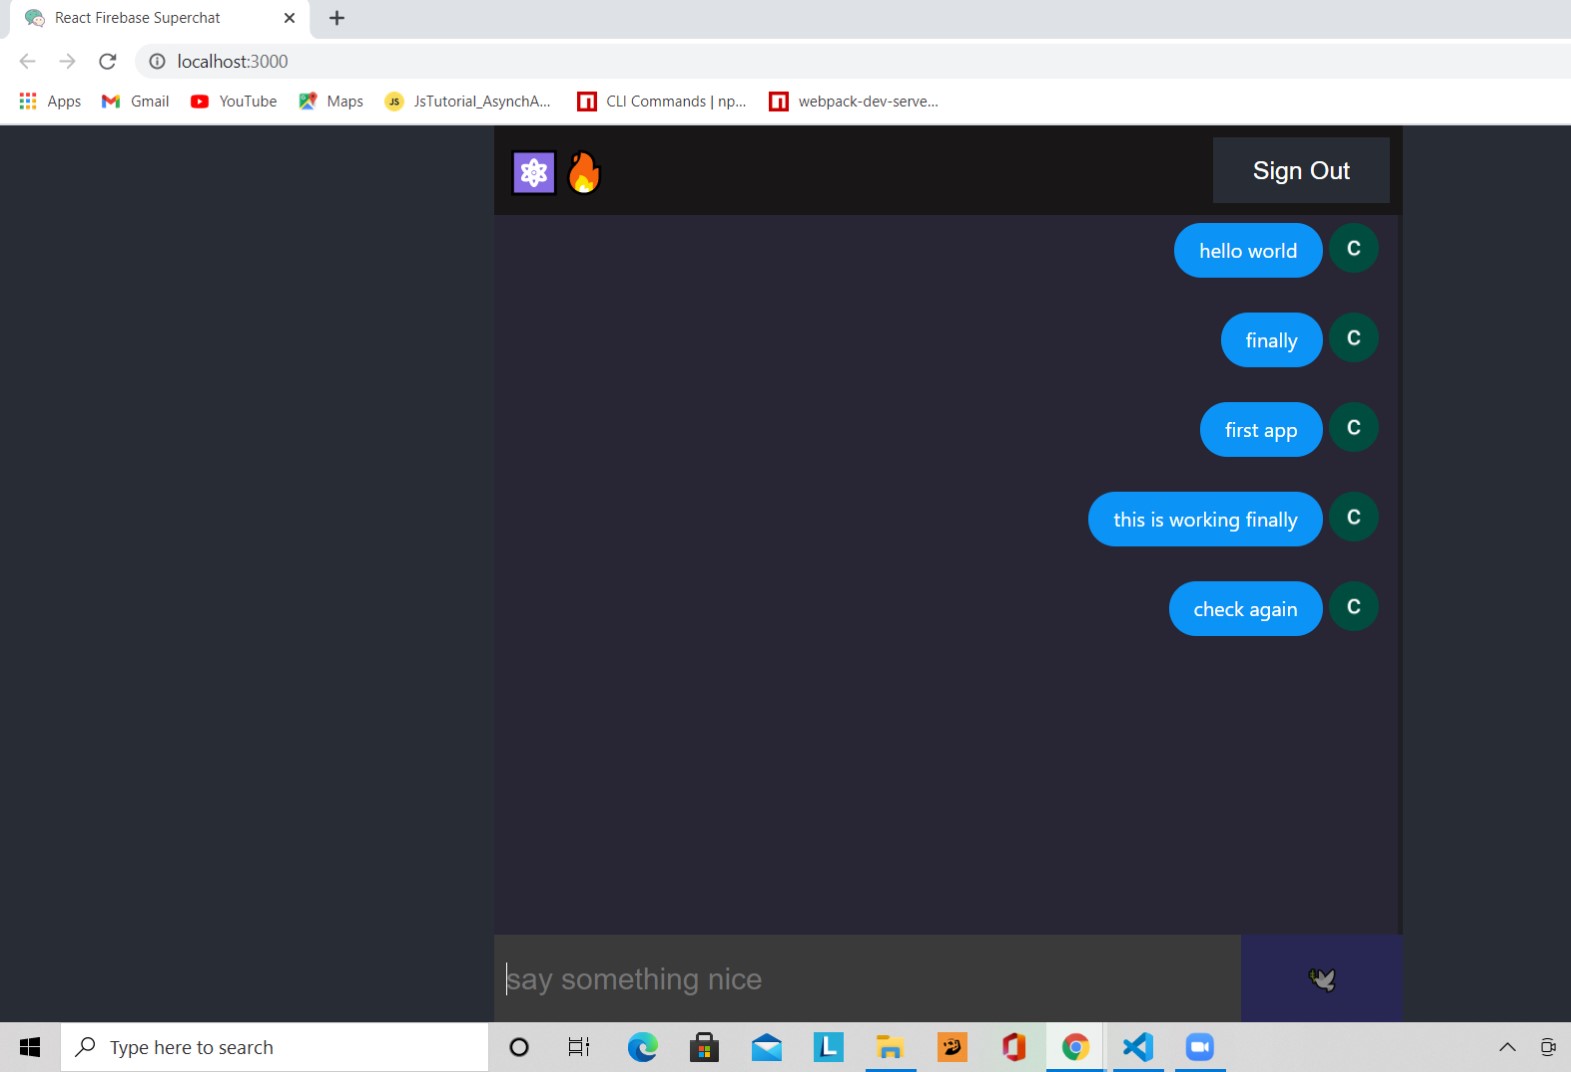 React Firebase Superchat
localhost:3000
Apps Gmail YouTube Maps JS JsTutorial_AsynchA... CLI Commands | np... webpack-dev-serve...
Sign Out
hello world C
finally C
first app C
this is working finally C
check again C
say something nice
Type here to search L